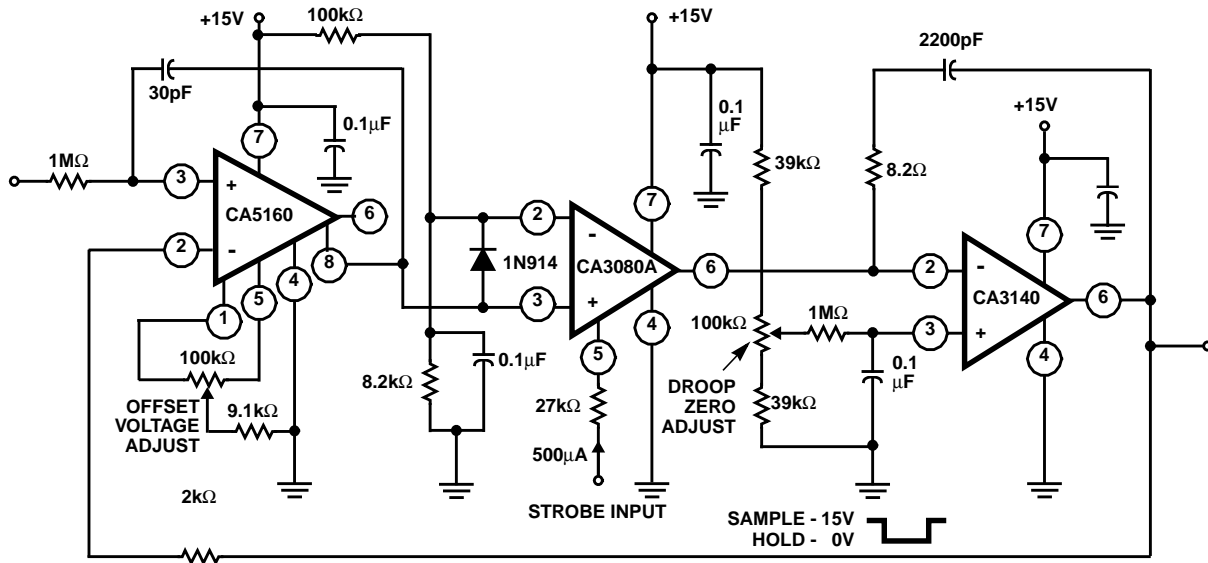 +15V
100kΩ
30pF
0.1μF
7
1MΩ
3
+
CA5160
6
2
-
8
4
5
1
100kΩ
OFFSET
VOLTAGE
ADJUST
9.1kΩ
2kΩ
8.2kΩ
0.1μF
1N914
2
-
CA3080A
3
+
7
6
4
5
27kΩ
500μA
STROBE INPUT
+15V
0.1
μF
39kΩ
100kΩ
DROOP
ZERO
ADJUST
39kΩ
1MΩ
0.1
μF
2200pF
8.2Ω
+15V
7
2
-
CA3140
6
3
+
4
SAMPLE - 15V
HOLD - 0V